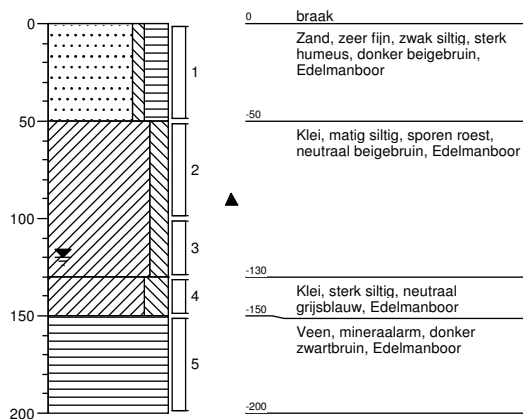 0
50
100
150
200
1
2
3
4
5
0
braak
Zand, zeer fijn, zwak siltig, sterk
humeus, donker beigebruin,
Edelmanboor
-50
Klei, matig siltig, sporen roest,
neutraal beigebruin, Edelmanboor
-130
Klei, sterk siltig, neutraal
grijsblauw, Edelmanboor
-150
Veen, mineraalarm, donker
zwartbruin, Edelmanboor
-200